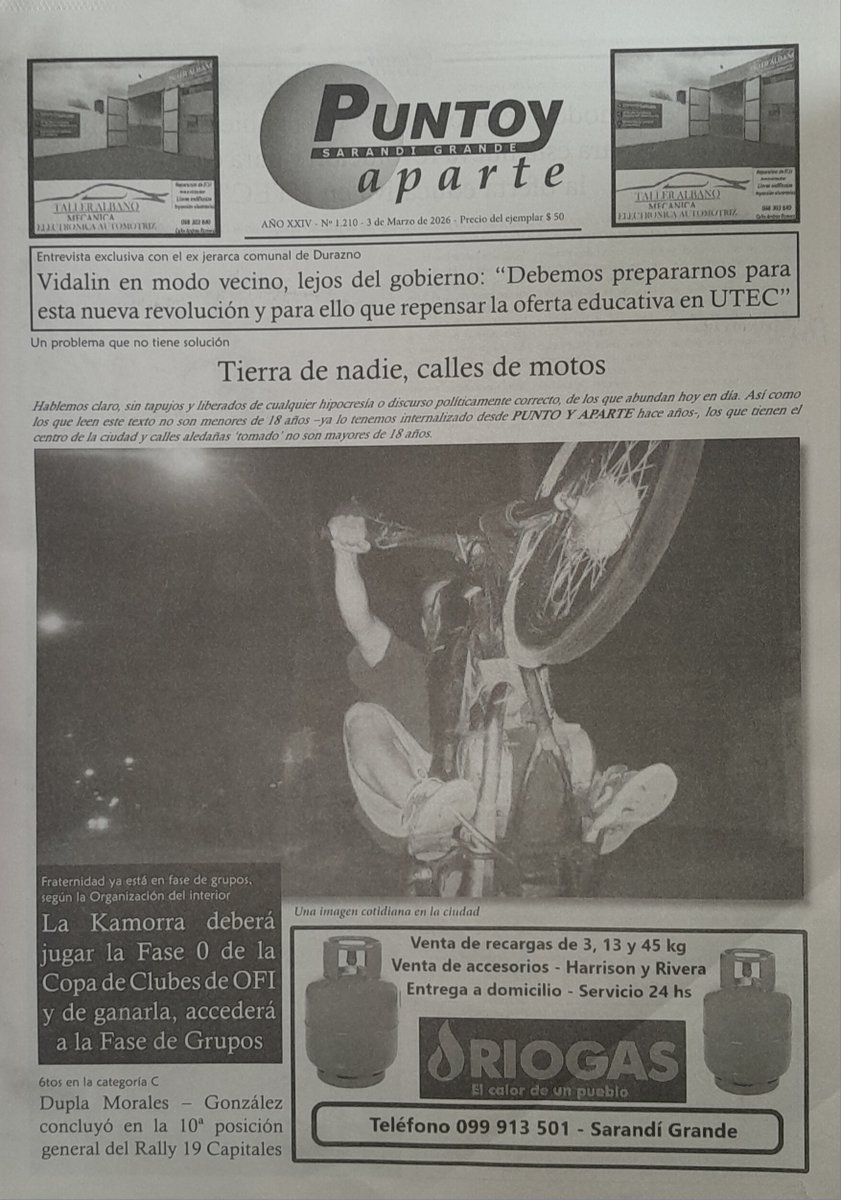 PUNTO y
SARANDI GRANDE
aparte
AÑO XXIV - Nº 1.210 - 3 de Marzo de 2026 - Precio del ejemplar $ 50
TALLER ALBANO
MECANICA
ELECTRONICA AUTOMOTRIZ
098 303 640
TALLER ALBANO
MECANICA
ELECTRONICA AUTOMOTRIZ
Entrevista exclusiva con el ex jerarca comunal de Durazno
Vidalin en modo vecino, lejos del gobierno: “Debemos prepararnos para
esta nueva revolución y para ello que repensar la oferta educativa en UTEC”
Un problema que no tiene solución
Tierra de nadie, calles de motos
Hablemos claro, sin tapujos y liberados de cualquier hipocresía o discurso políticamente correcto, de los que abundan hoy en día. Así como
los que leen este texto no son menores de 18 años –ya lo tenemos internalizado desde PUNTO Y APARTE hace años-, los que tienen el
centro de la ciudad y calles aledañas ‘tomado’ no son mayores de 18 años.
Una imagen cotidiana en la ciudad
Fraternidad ya está en fase de grupos,
según la Organización del interior
La Kamorra deberá
jugar la Fase 0 de la
Copa de Clubes de OFI
y de ganarla, accederá
a la Fase de Grupos
6tos en la categoría C
Dupla Morales – González
concluyó en la 10ª posición
general del Rally 19 Capitales
Venta de recargas de 3, 13 y 45 kg
Venta de accesorios - Harrison y Rivera
Entrega a domicilio - Servicio 24 hs
RIOGAS
El calor de un pueblo
Teléfono 099 913 501 - Sarandí Grande